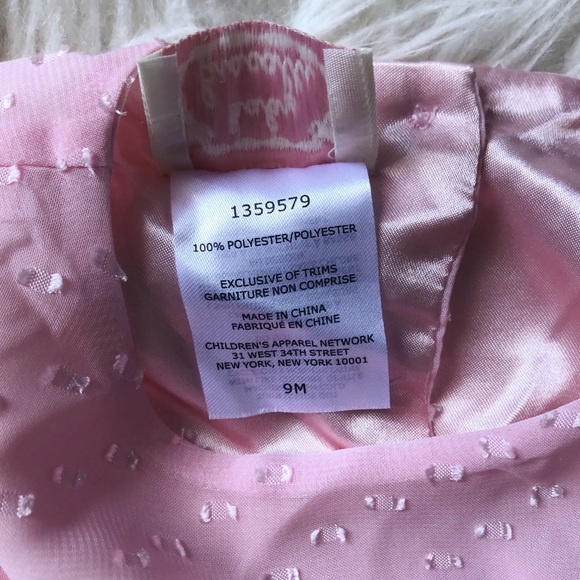 1359579
100% POLYESTER/POLYESTER
EXCLUSIVE OF TRIMS
GARNITURE NON COMPRISE
MADE IN CHINA
FABRIQUÉ EN CHINE
CHILDREN'S APPAREL NETWORK
31 WEST 34TH STREET
NEW YORK, NEW YORK 10001
9M